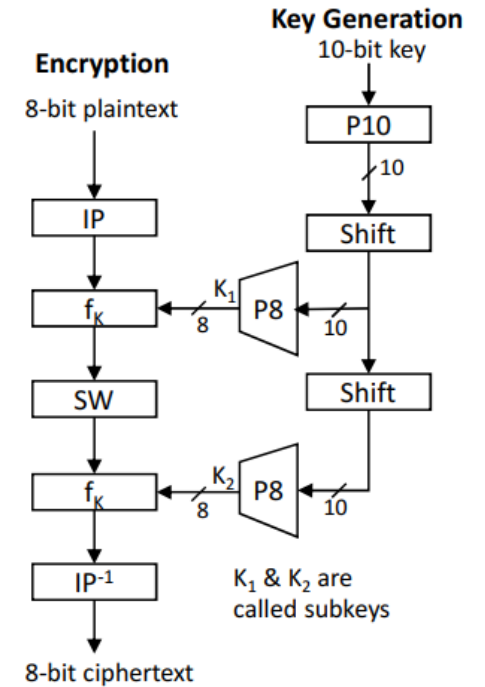 Key Generation
10-bit key
Encryption
8-bit plaintext
P10
10
IP
Shift
K₁
P8
fK
8
10
SW
Shift
K₂
P8
fK
8
10
IP⁻¹
K₁ & K₂ are
called subkeys
8-bit ciphertext